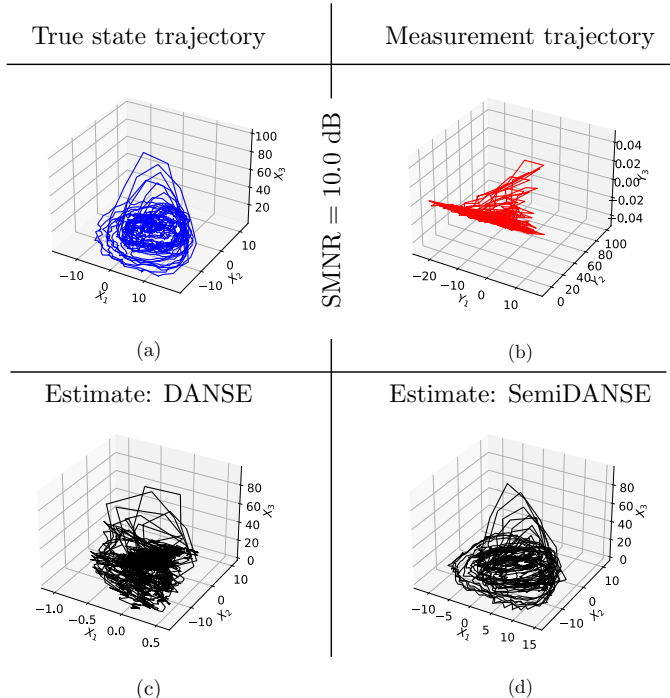 True state trajectory
Measurement trajectory
SMNR = 10.0 dB
100
80
60
40
20
X3
−10
0
10
X1
−10
0
10
X2
(a)
0.04
0.02
0.00
−0.02
−0.04
Y3
−20
−10
0
10
Y1
0
20
40
60
80
100
Y2
(b)
Estimate: DANSE
Estimate: SemiDANSE
80
60
40
20
0
X3
−1.0
−0.5
0.0
0.5
X1
−10
0
10
X2
(c)
80
60
40
20
0
X3
−10
−5
0
5
10
15
X1
−10
0
10
X2
(d)